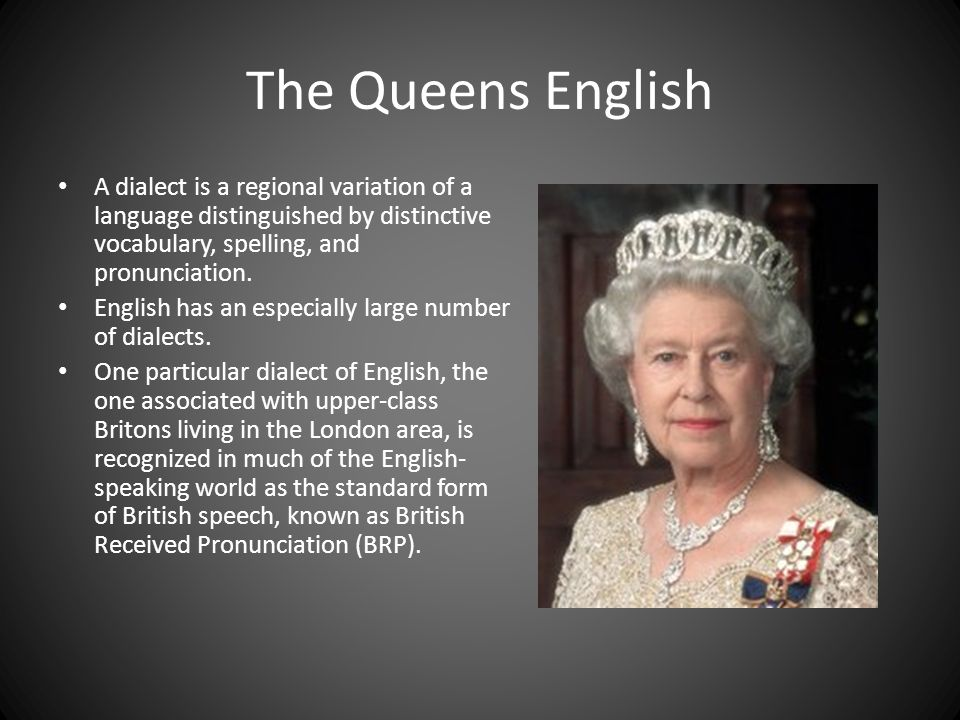 The Queens English
• A dialect is a regional variation of a
language distinguished by distinctive
vocabulary, spelling, and
pronunciation.
• English has an especially large number
of dialects.
• One particular dialect of English, the
one associated with upper-class
Britons living in the London area, is
recognized in much of the English-
speaking world as the standard form
of British speech, known as British
Received Pronunciation (BRP).